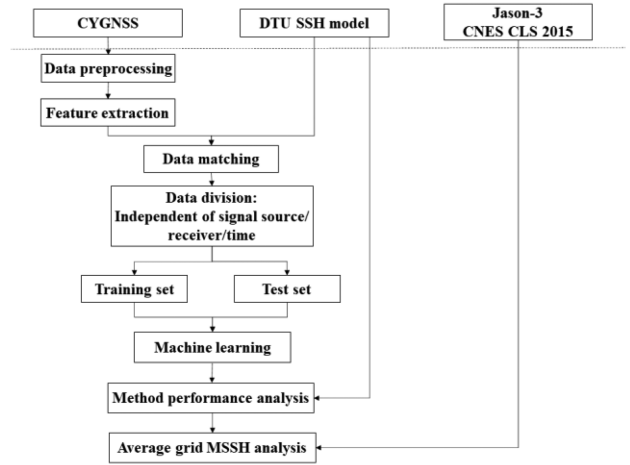 CYGNSS
DTU SSH model
Jason-3
CNES CLS 2015
Data preprocessing
Feature extraction
Data matching
Data division:
Independent of signal source/
receiver/time
Training set
Test set
Machine learning
Method performance analysis
Average grid MSSH analysis